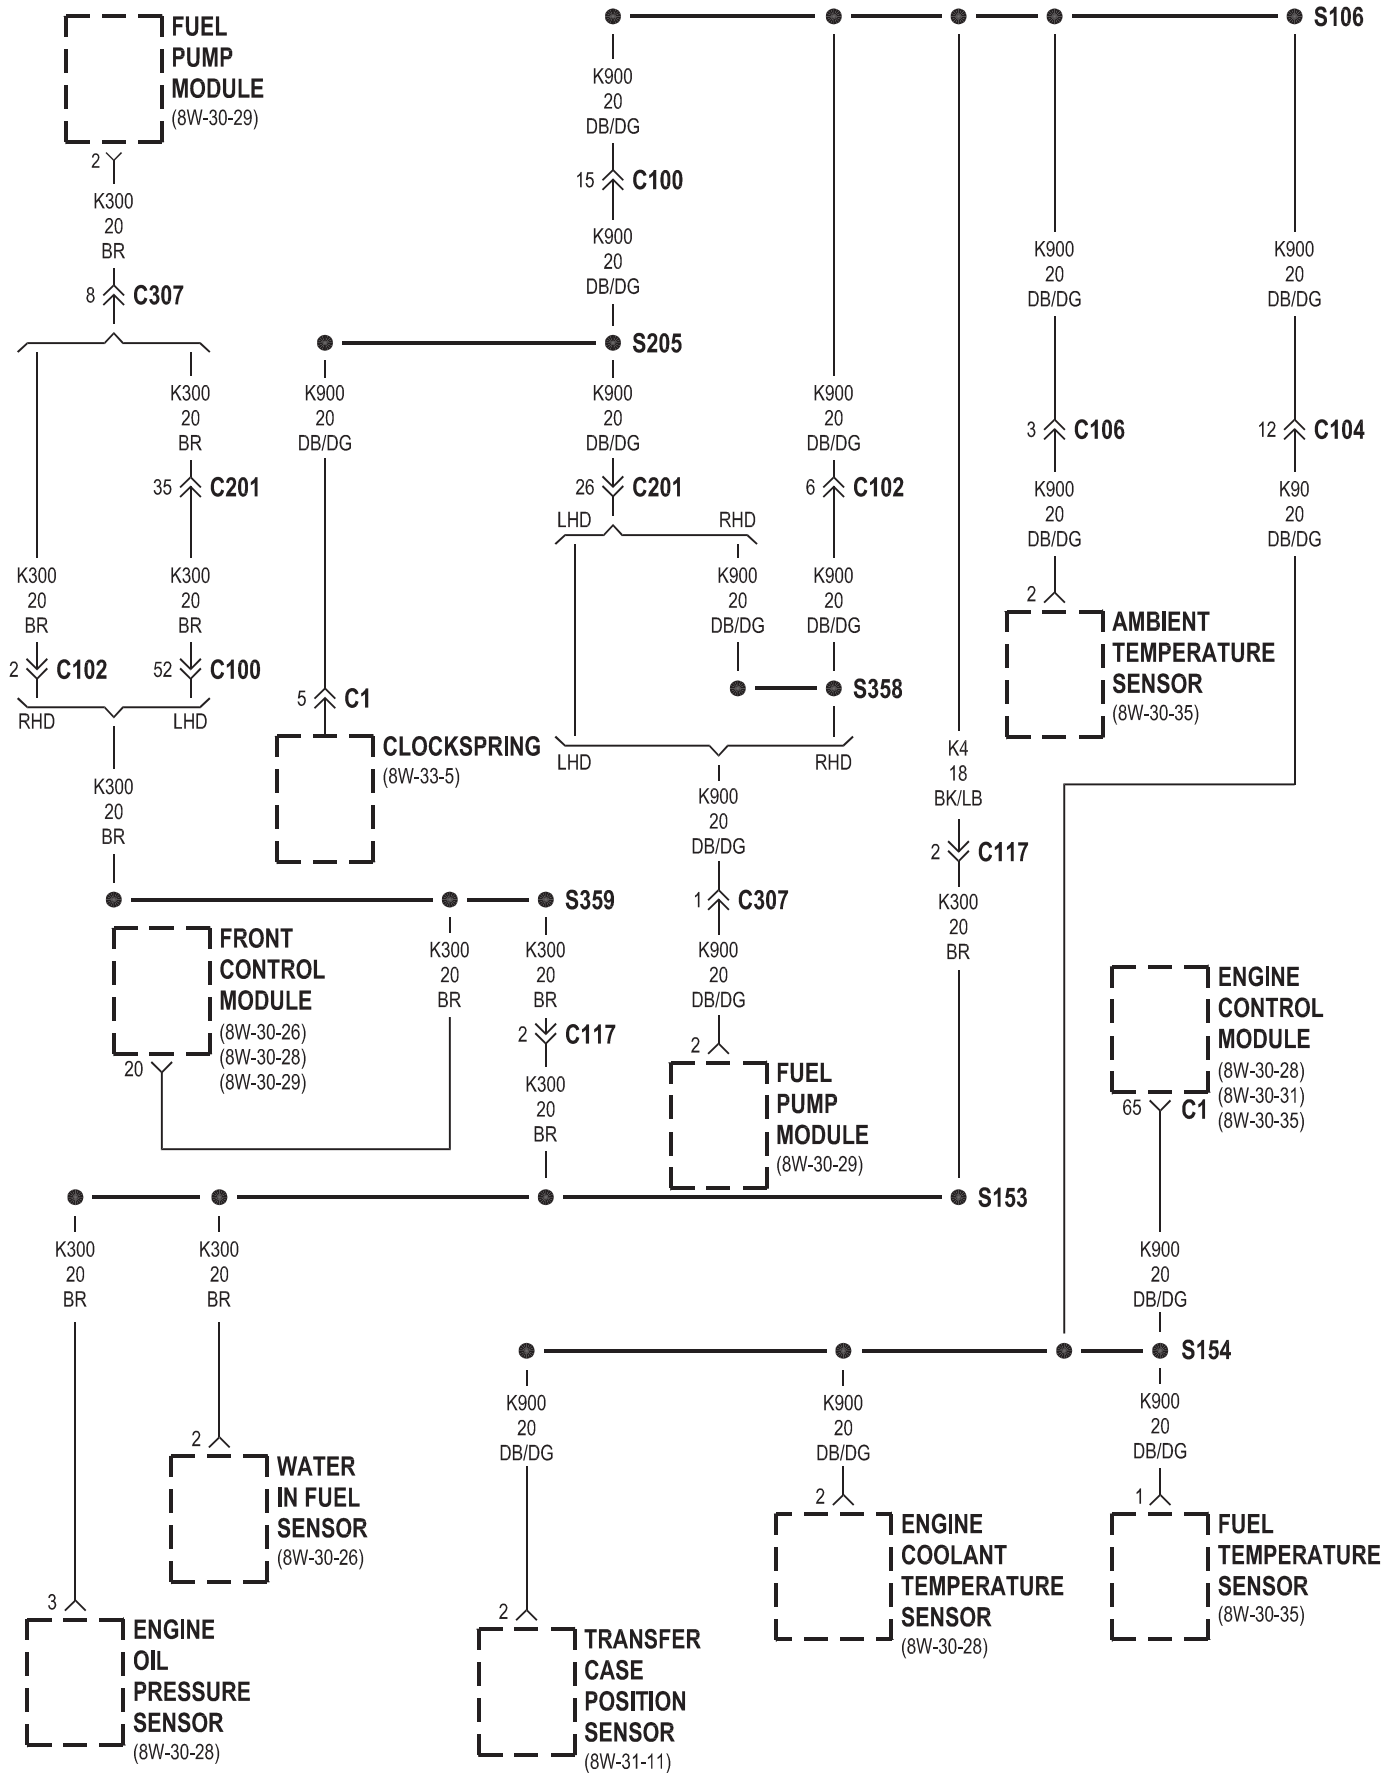 S106
FUEL
PUMP
MODULE
(8W-30-29)
2
K300
20
BR
8
C307
K900
20
DB/DG
15
C100
K900
20
DB/DG
K900
20
DB/DG
K900
20
DB/DG
S205
K300
20
BR
K900
20
DB/DG
K900
20
DB/DG
K900
20
DB/DG
3
C106
12
C104
35
C201
26
C201
6
C102
K900
20
DB/DG
K90
20
DB/DG
LHD
RHD
K300
20
BR
K300
20
BR
K900
20
DB/DG
K900
20
DB/DG
2
AMBIENT
TEMPERATURE
SENSOR
(8W-30-35)
2
C102
52
C100
5
C1
S358
RHD
LHD
CLOCKSPRING
(8W-33-5)
LHD
RHD
K4
18
BK/LB
K300
20
BR
K900
20
DB/DG
2
C117
S359
1
C307
K300
20
BR
FRONT
CONTROL
MODULE
(8W-30-26)
(8W-30-28)
(8W-30-29)
20
K300
20
BR
K300
20
BR
K900
20
DB/DG
2
C117
2
FUEL
PUMP
MODULE
(8W-30-29)
ENGINE
CONTROL
MODULE
(8W-30-28)
(8W-30-31)
(8W-30-35)
65
C1
K300
20
BR
S153
K300
20
BR
K300
20
BR
K900
20
DB/DG
S154
K900
20
DB/DG
K900
20
DB/DG
K900
20
DB/DG
2
WATER
IN FUEL
SENSOR
(8W-30-26)
2
ENGINE
COOLANT
TEMPERATURE
SENSOR
(8W-30-28)
1
FUEL
TEMPERATURE
SENSOR
(8W-30-35)
3
ENGINE
OIL
PRESSURE
SENSOR
(8W-30-28)
2
TRANSFER
CASE
POSITION
SENSOR
(8W-31-11)